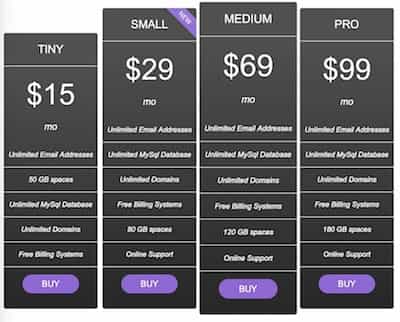 TINY
$15
mo
Unlimited Email Addresses
50 GB spaces
Unlimited MySql Database
Unlimited Domains
Free Billing Systems
BUY
SMALL
NEW
$29
mo
Unlimited Email Addresses
Unlimited MySql Database
Unlimited Domains
Free Billing Systems
80 GB spaces
Online Support
BUY
MEDIUM
$69
mo
Unlimited Email Addresses
Unlimited MySql Database
Unlimited Domains
Free Billing Systems
120 GB spaces
Online Support
BUY
PRO
$99
mo
Unlimited Email Addresses
Unlimited MySql Database
Unlimited Domains
Free Billing Systems
180 GB spaces
Online Support
BUY